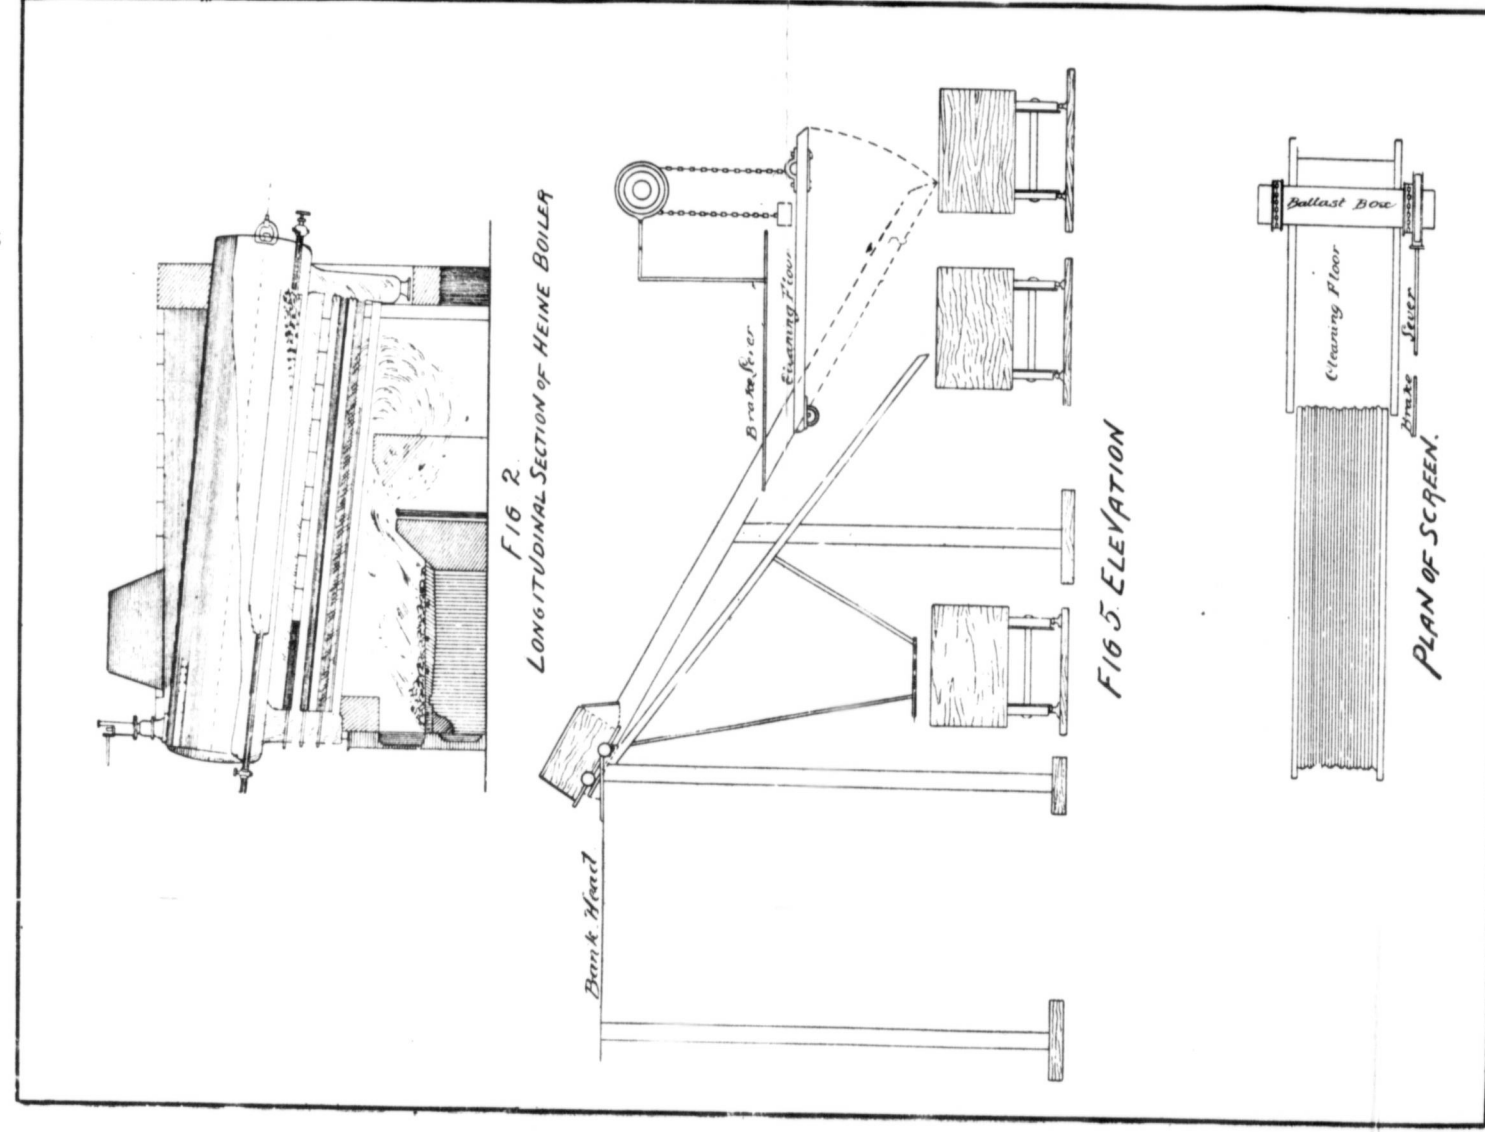 FIG 2.
LONGITUDINAL SECTION OF HEINE BOILER
Brake Lever
Cleaning Floor
Bank Head
FIG 5. ELEVATION
Ballast Box
Cleaning Floor
Brake Lever
PLAN OF SCREEN.